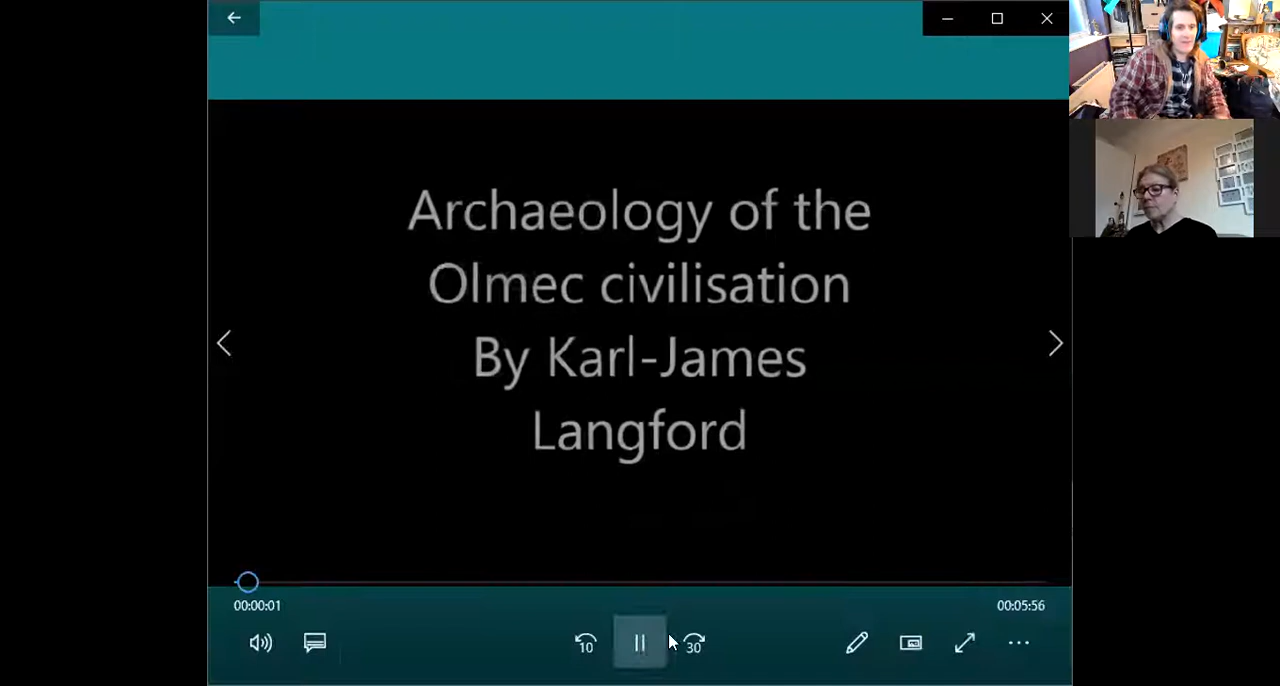 Archaeology of the
Olmec civilisation
By Karl-James
Langford
00:00:01
00:05:56
10
30